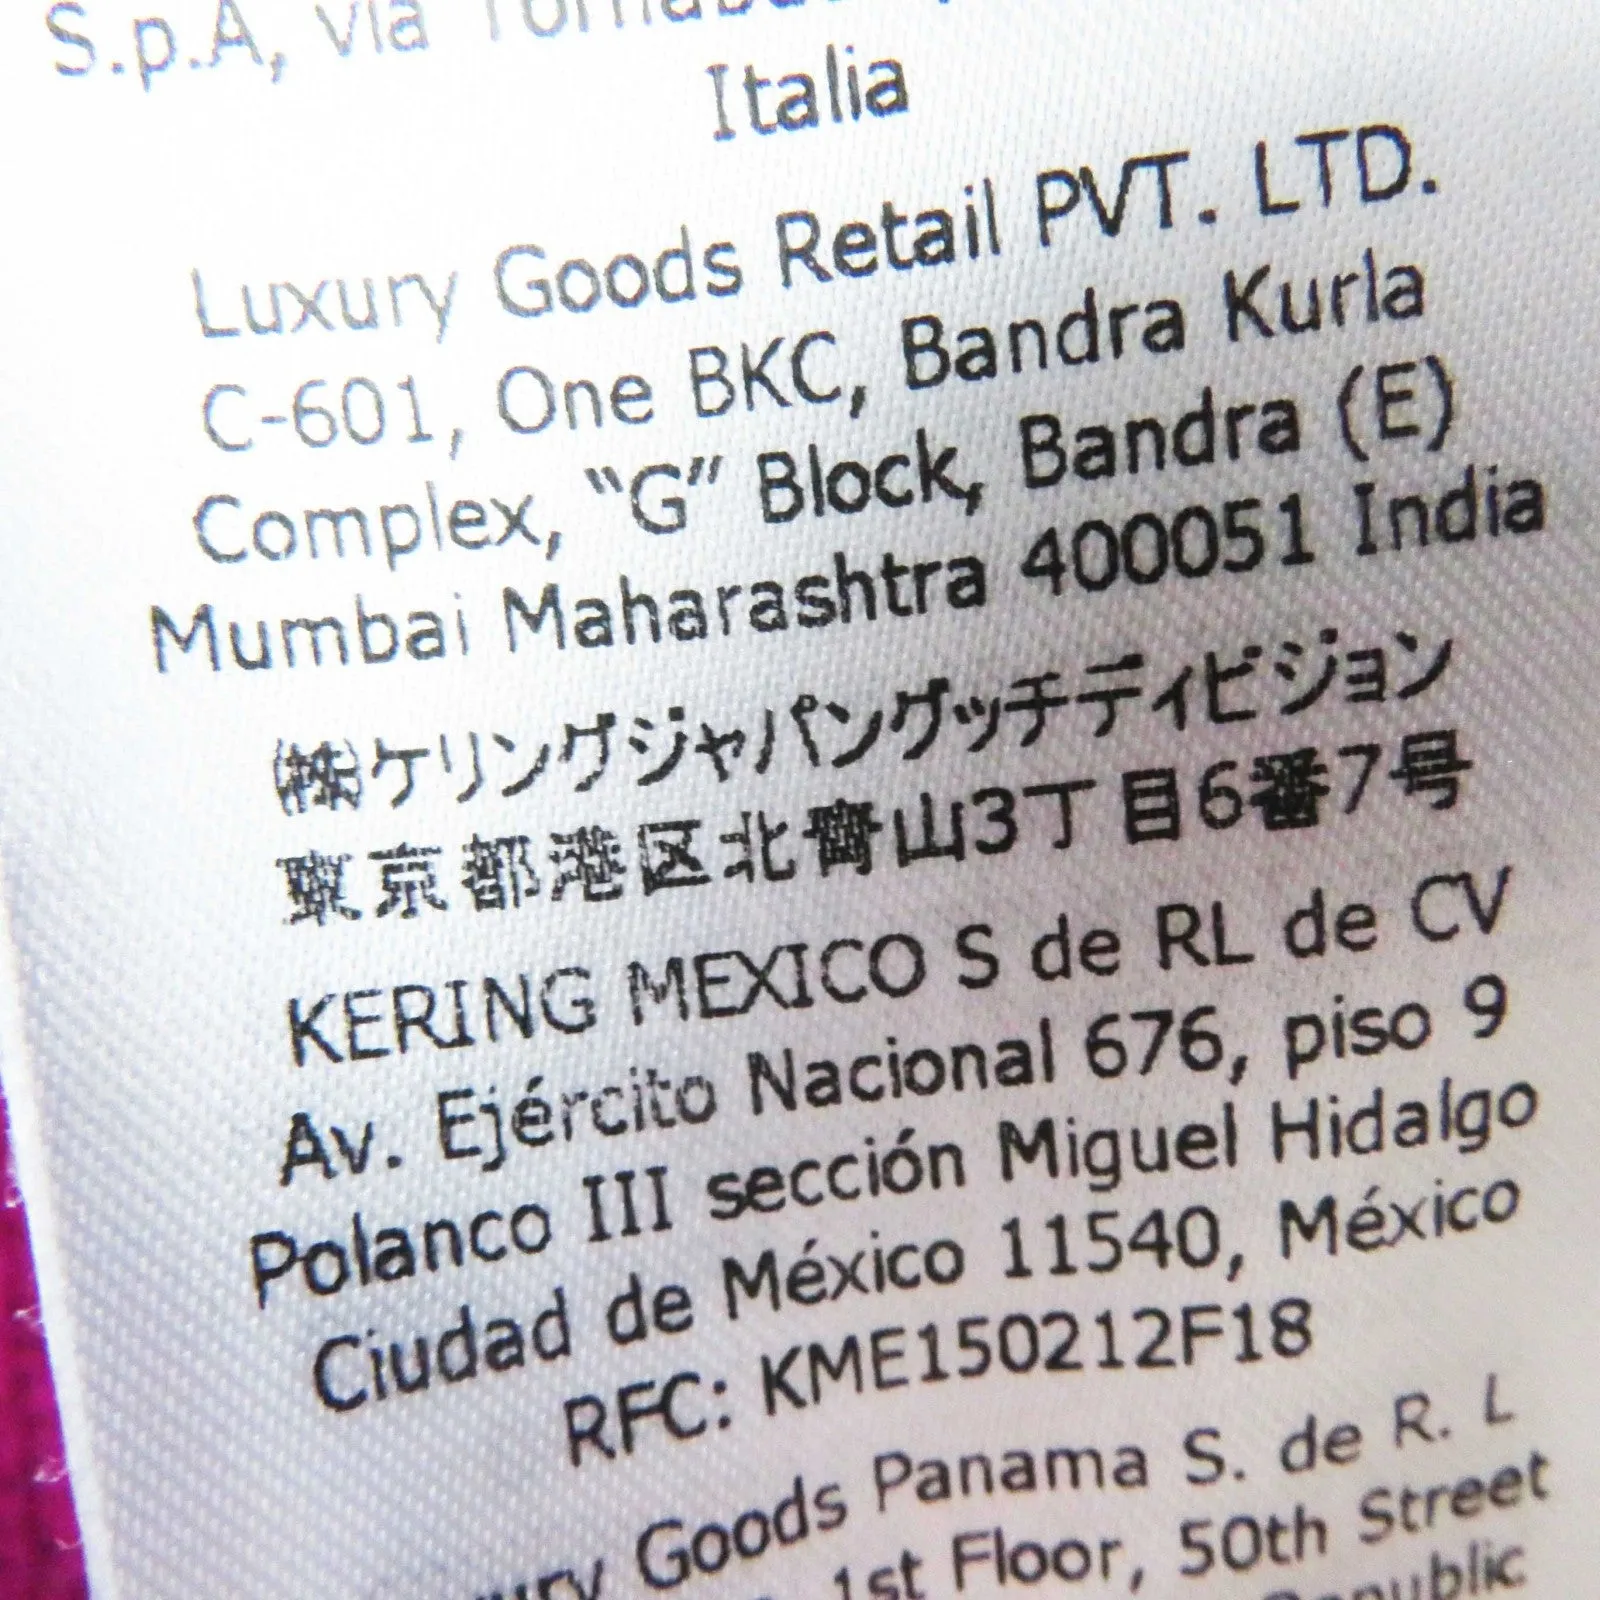 S.p.A, via
Italia
Luxury Goods Retail PVT. LTD.
C-601, One BKC, Bandra Kurla
Complex, “G” Block, Bandra (E)
Mumbai Maharashtra 400051 India
㈱ケリングジャパングッチディビジョン
東京都港区北青山3丁目6番7号
KERING MEXICO S de RL de CV
Av. Ejército Nacional 676, piso 9
Polanco III sección Miguel Hidalgo
Ciudad de México 11540, México
RFC: KME150212F18
Goods Panama S. de R. L
1st Floor, 50th Street